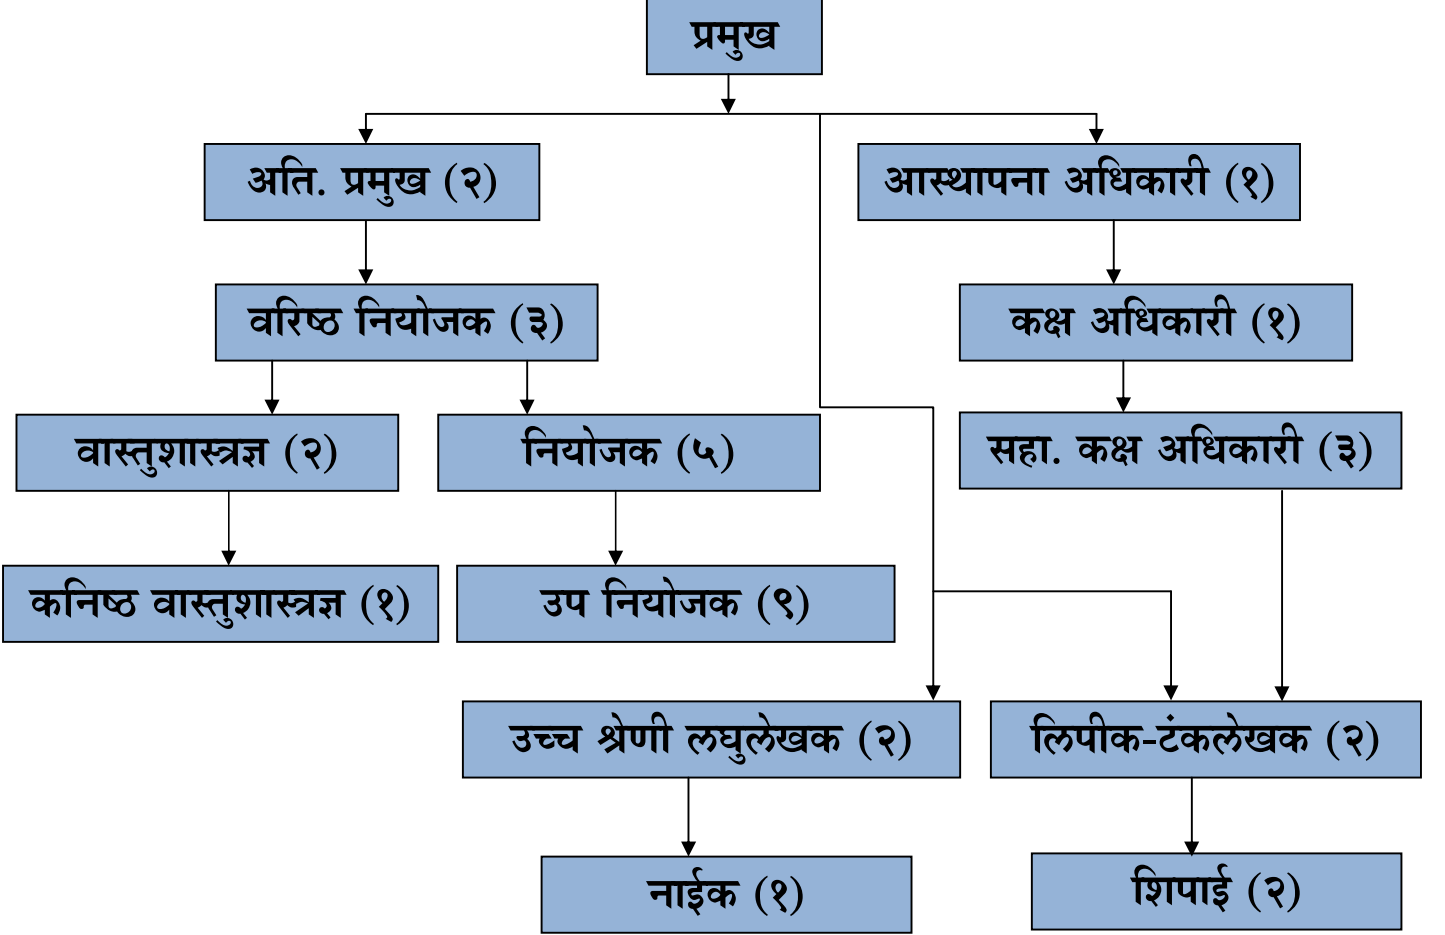 प्रमुख
अति. प्रमुख (२)
आस्थापना अधिकारी (१)
वरिष्ठ नियोजक (३)
कक्ष अधिकारी (१)
वास्तुशास्त्रज्ञ (२)
नियोजक (५)
सहा. कक्ष अधिकारी (३)
कनिष्ठ वास्तुशास्त्रज्ञ (१)
उप नियोजक (९)
उच्च श्रेणी लघुलेखक (२)
लिपीक-टंकलेखक (२)
नाईक (१)
शिपाई (२)